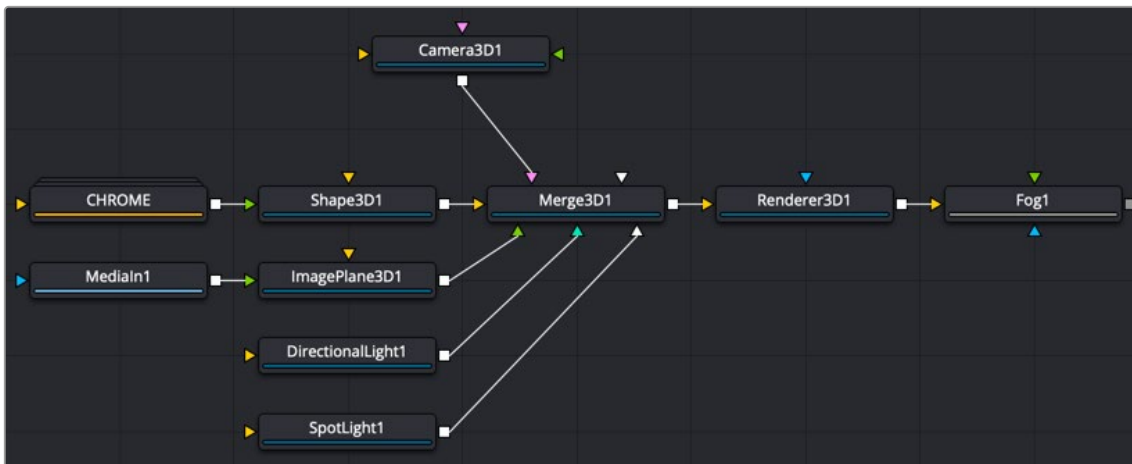 Camera3D1
CHROME
Shape3D1
Merge3D1
Renderer3D1
Fog1
MediaIn1
ImagePlane3D1
DirectionalLight1
SpotLight1